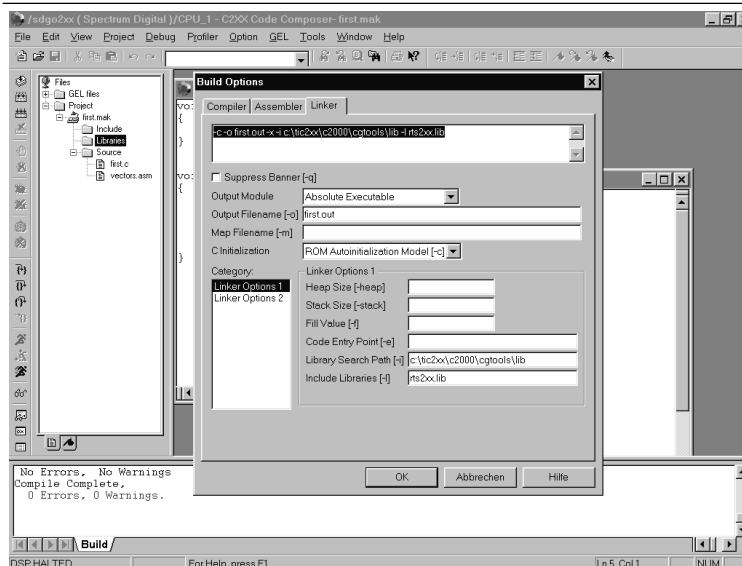 /sdgo2xx ( Spectrum Digital )/CPU_1 - C2XX Code Composer- first.mak
File Edit View Project Debug Profiler Option GEL Tools Window Help
Files
GEL files
Project
first.mak
Include
Libraries
Source
first.c
vectors.asm
vo:
{
}
vo:
{
}
Build Options
Compiler Assembler Linker
-c -o first.out -x -i c:\tic2xx\c2000\cgtools\lib -l rts2xx.lib
Suppress Banner [-q]
Output Module Absolute Executable
Output Filename [-o] first.out
Map Filename [-m]
C Initialization ROM Autoinitialization Model [-c]
Category:
Linker Options 1
Linker Options 2
Linker Options 1
Heap Size [-heap]
Stack Size [-stack]
Fill Value [-f]
Code Entry Point [-e]
Library Search Path [-i] c:\tic2xx\c2000\cgtools\lib
Include Libraries [-l] rts2xx.lib
OK Abbrechen Hilfe
No Errors, No Warnings
Compile Complete,
0 Errors, 0 Warnings.
Build
DSP HALTED For Help, press F1 Ln 5, Col 1 NUM